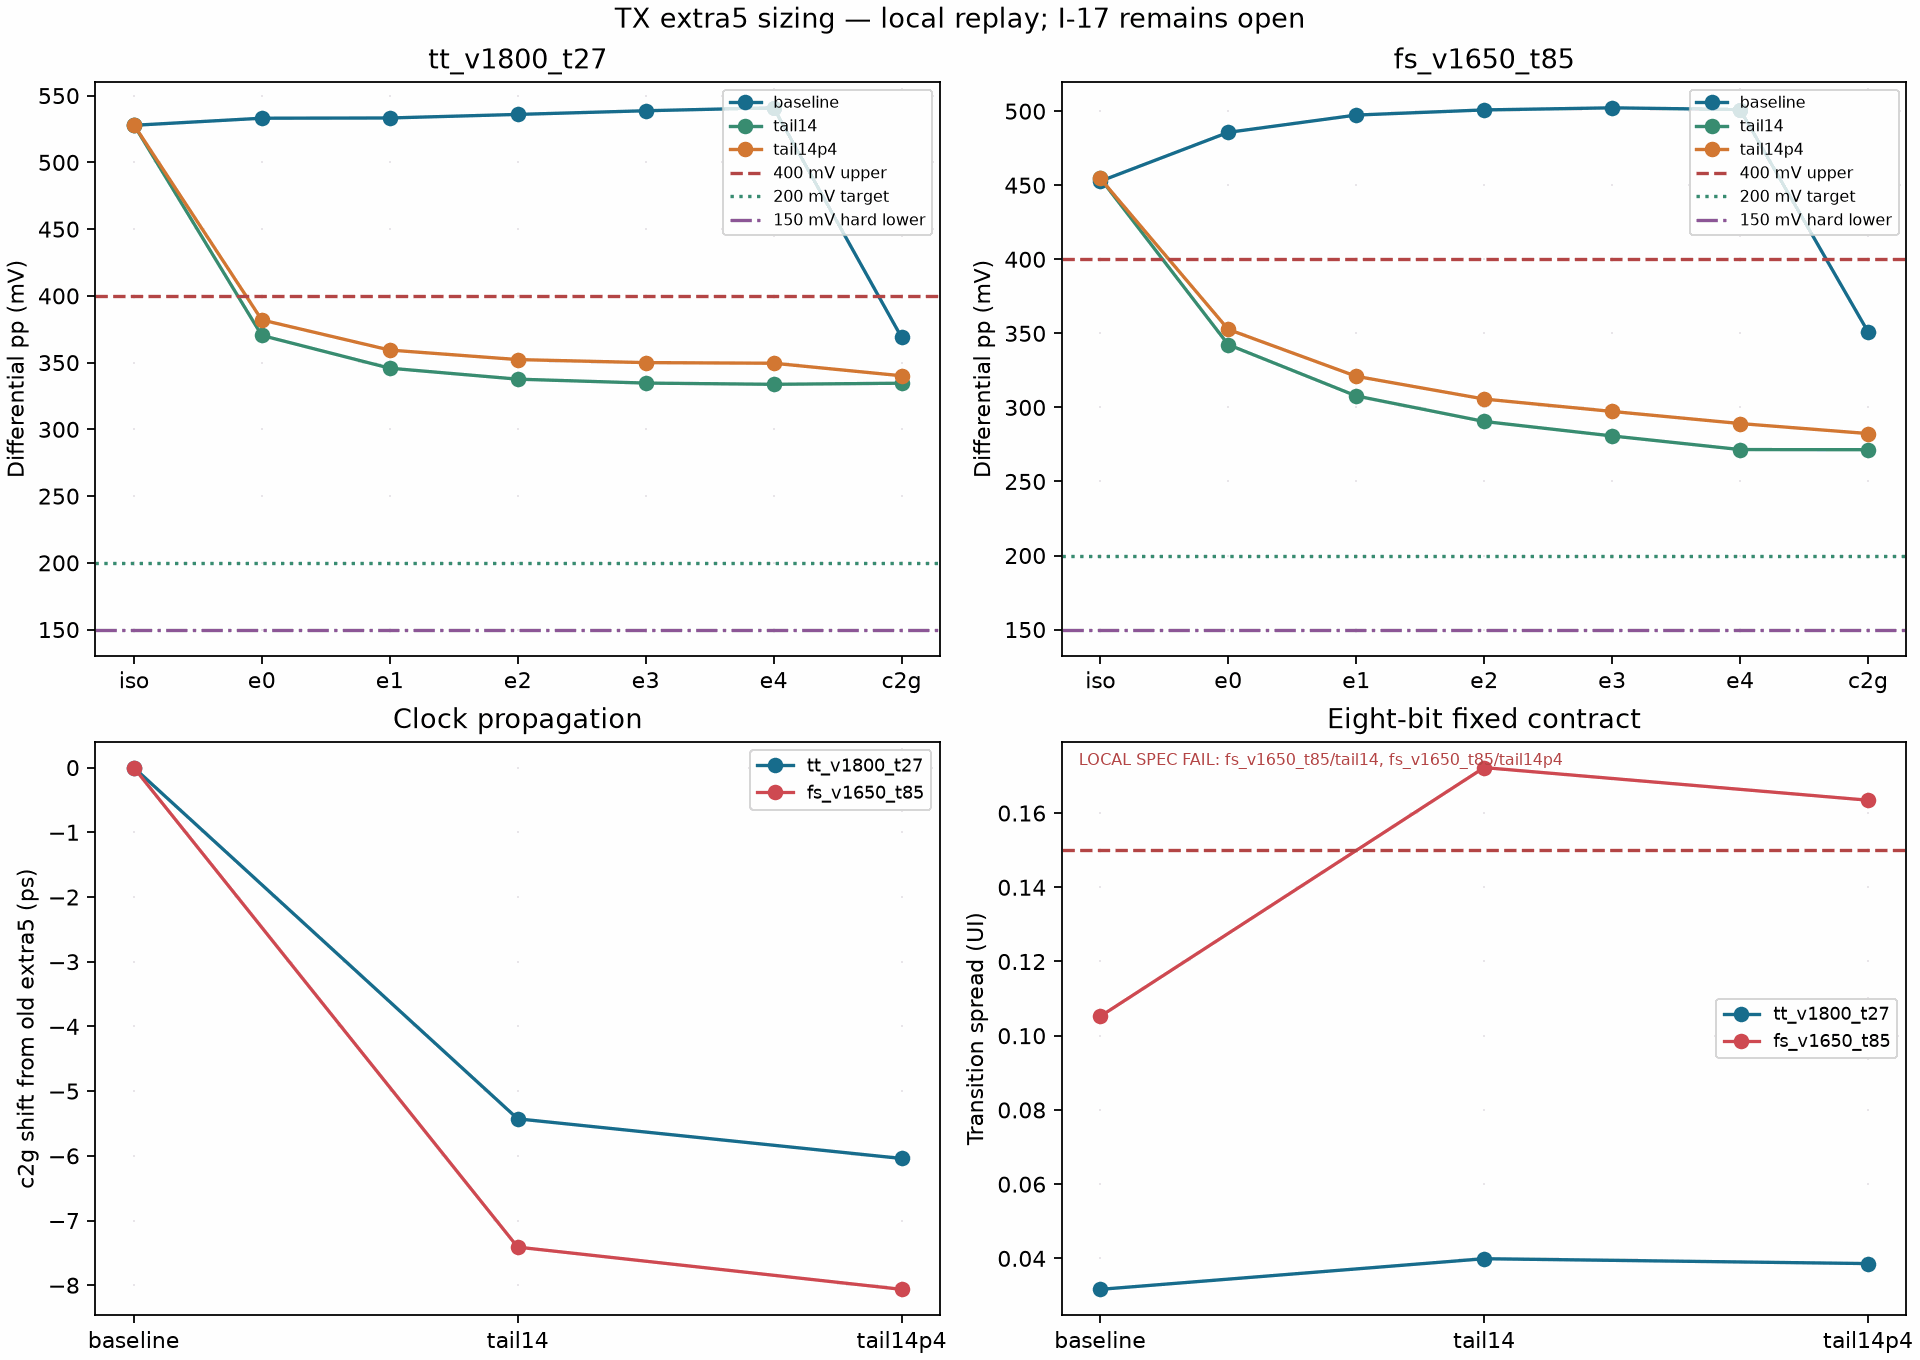 TX extra5 sizing — local replay; I-17 remains open
tt_v1800_t27
Differential pp (mV)
550
500
450
400
350
300
250
200
150
baseline
tail14
tail14p4
400 mV upper
200 mV target
150 mV hard lower
iso e0 e1 e2 e3 e4 c2g
fs_v1650_t85
Differential pp (mV)
500
450
400
350
300
250
200
150
baseline
tail14
tail14p4
400 mV upper
200 mV target
150 mV hard lower
iso e0 e1 e2 e3 e4 c2g
Clock propagation
c2g shift from old extra5 (ps)
0
−1
−2
−3
−4
−5
−6
−7
−8
tt_v1800_t27
fs_v1650_t85
baseline tail14 tail14p4
Eight-bit fixed contract
LOCAL SPEC FAIL: fs_v1650_t85/tail14, fs_v1650_t85/tail14p4
Transition spread (UI)
0.16
0.14
0.12
0.10
0.08
0.06
0.04
tt_v1800_t27
fs_v1650_t85
baseline tail14 tail14p4